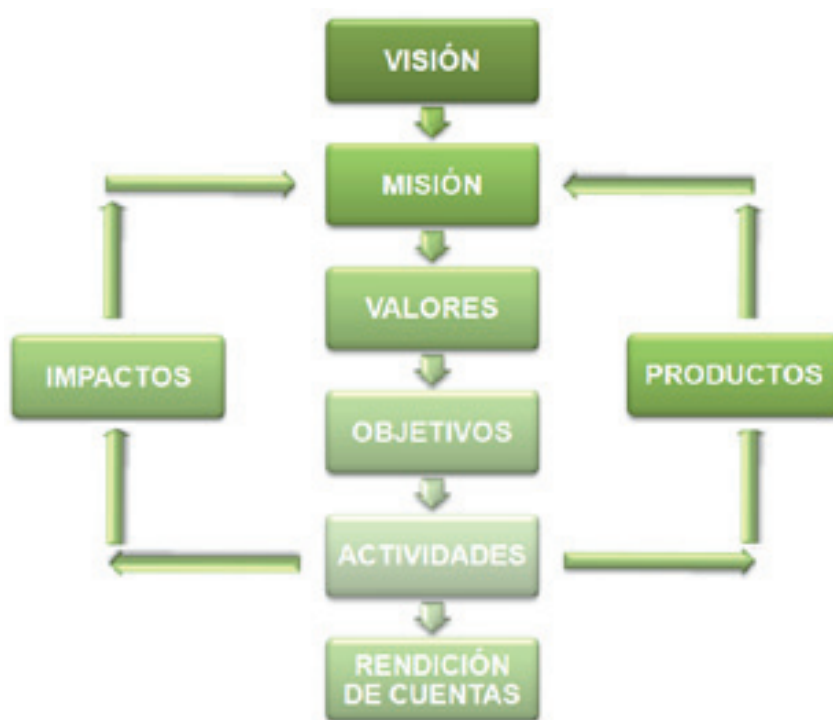 VISIÓN
MISIÓN
VALORES
IMPACTOS
PRODUCTOS
OBJETIVOS
ACTIVIDADES
RENDICIÓN
DE CUENTAS